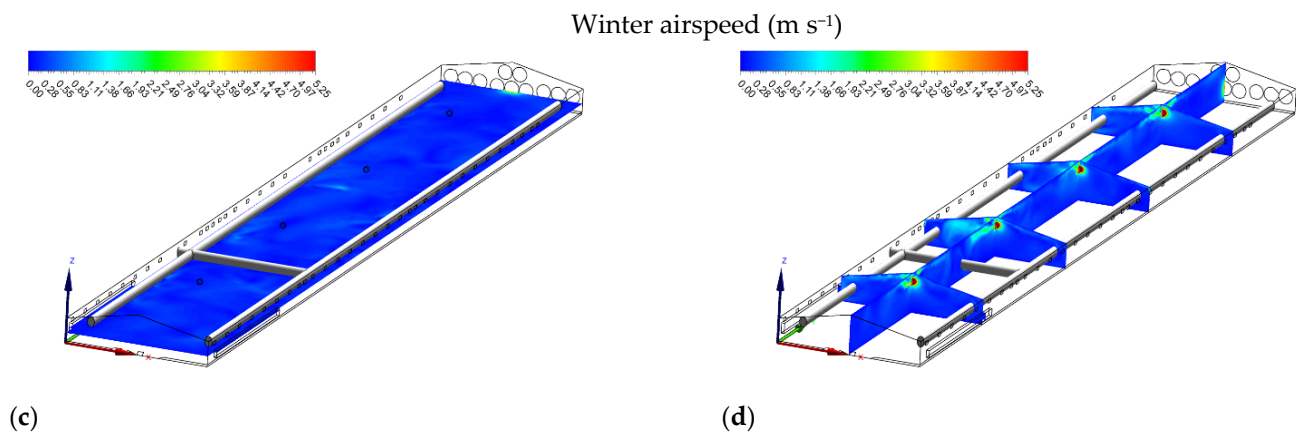 Winter airspeed (m s⁻¹)
0.00 0.28 0.55 0.83 1.11 1.38 1.66 1.93 2.21 2.49 2.76 3.04 3.32 3.59 3.87 4.14 4.42 4.70 4.97 5.25
0.00 0.28 0.55 0.83 1.11 1.38 1.66 1.93 2.21 2.49 2.76 3.04 3.32 3.59 3.87 4.14 4.42 4.70 4.97 5.25
z
z
x
x
(c)
(d)